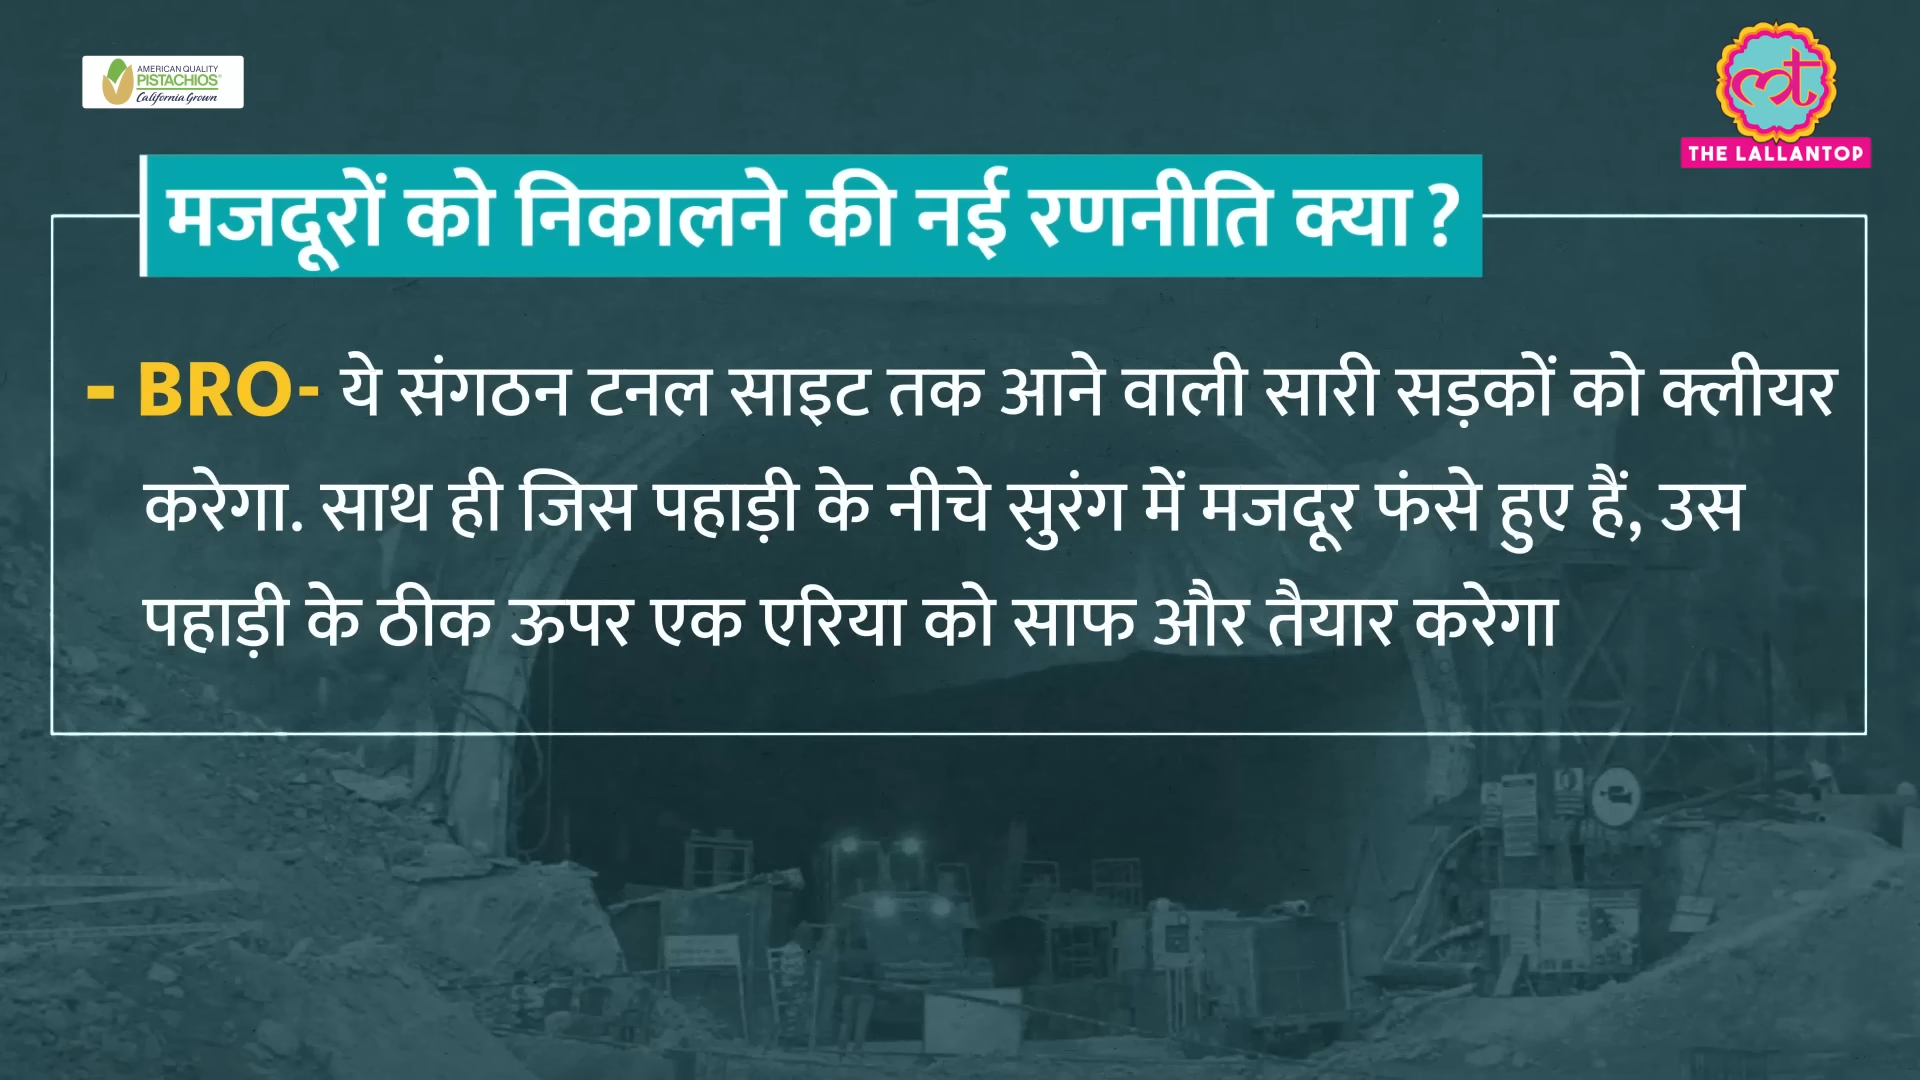 AMERICAN QUALITY
PISTACHIOS
California Grown
THE LALLANTOP
मजदूरों को निकालने की नई रणनीति क्या ?
- BRO- ये संगठन टनल साइट तक आने वाली सारी सड़कों को क्लीयर
करेगा. साथ ही जिस पहाड़ी के नीचे सुरंग में मजदूर फंसे हुए हैं, उस
पहाड़ी के ठीक ऊपर एक एरिया को साफ और तैयार करेगा